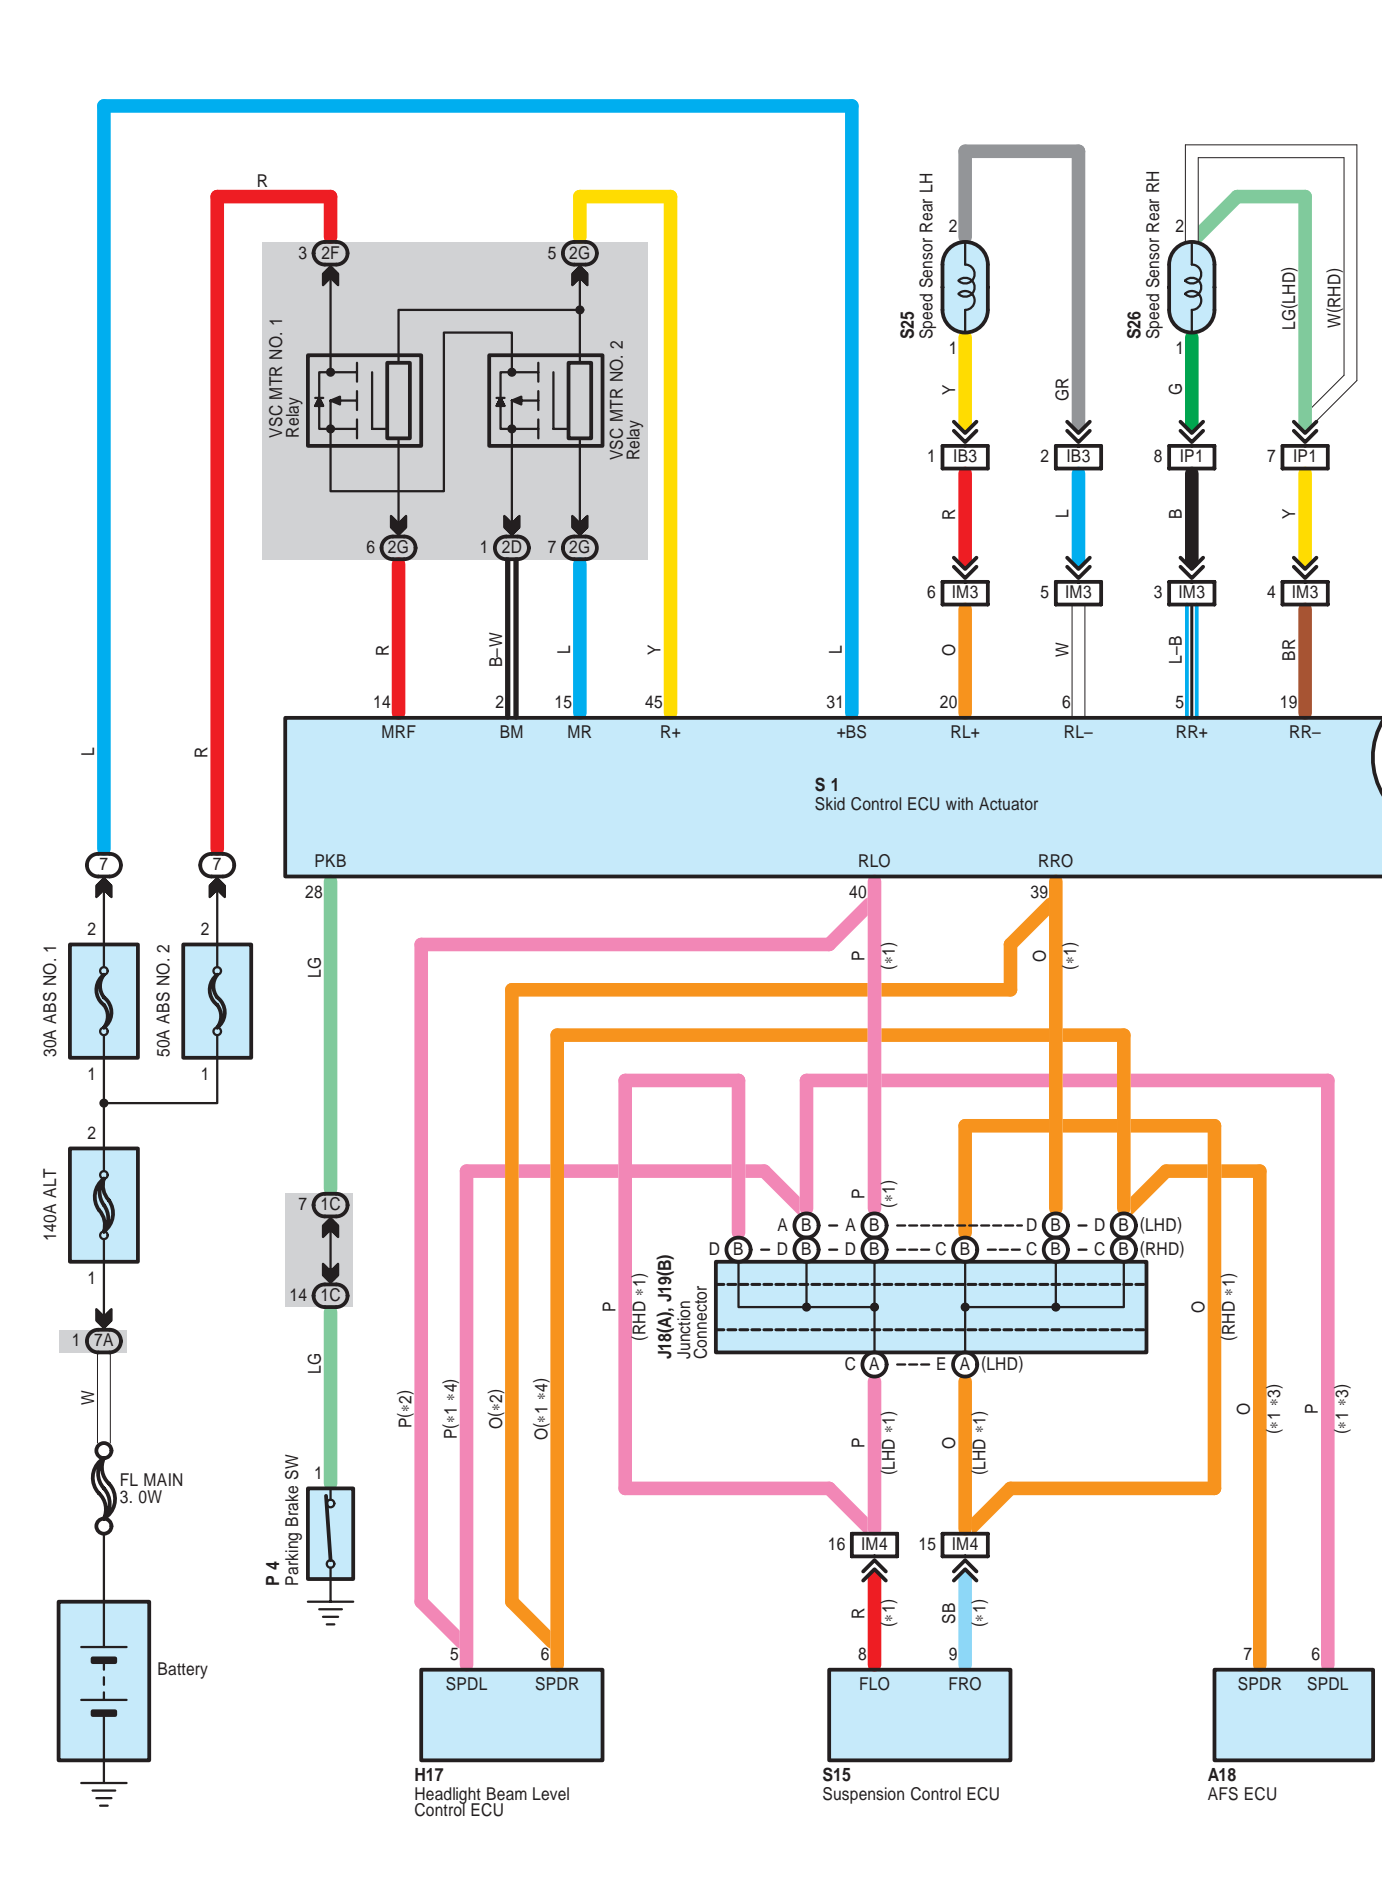 R
3 2F
5 2G
VSC MTR NO. 1
Relay
VSC MTR NO. 2
Relay
6 2G
1 2D
7 2G
R
B–W
L
Y
L
L
R
S25
Speed Sensor Rear LH
2
1
Y
GR
1 IB3
2 IB3
R
L
6 IM3
5 IM3
O
W
S26
Speed Sensor Rear RH
2
1
G
LG(LHD)
W(RHD)
8 IP1
7 IP1
B
Y
3 IM3
4 IM3
L–B
BR
14
2
15
45
31
20
6
5
19
MRF
BM
MR
R+
+BS
RL+
RL–
RR+
RR–
S 1
Skid Control ECU with Actuator
PKB
RLO
RRO
28
40
39
7
7
2
2
30A ABS NO. 1
50A ABS NO. 2
1
1
2
140A ALT
1
1 7A
W
FL MAIN
3. 0W
Battery
LG
7 1C
14 1C
LG
1
P 4
Parking Brake SW
P
(*1)
O
(*1)
P
(*1)
A B A B D B D B (LHD)
D B D B D B C B C B C B (RHD)
J18(A), J19(B)
Junction
Connector
C A E A (LHD)
P
(RHD *1)
O
(RHD *1)
P(*2)
P(*1 *4)
O(*2)
O(*1 *4)
P
(LHD *1)
O
(LHD *1)
O
(*1 *3)
P
(*1 *3)
16 IM4
15 IM4
R
(*1)
SB
(*1)
5
6
8
9
7
6
SPDL
SPDR
FLO
FRO
SPDR
SPDL
H17
Headlight Beam Level
Control ECU
S15
Suspension Control ECU
A18
AFS ECU